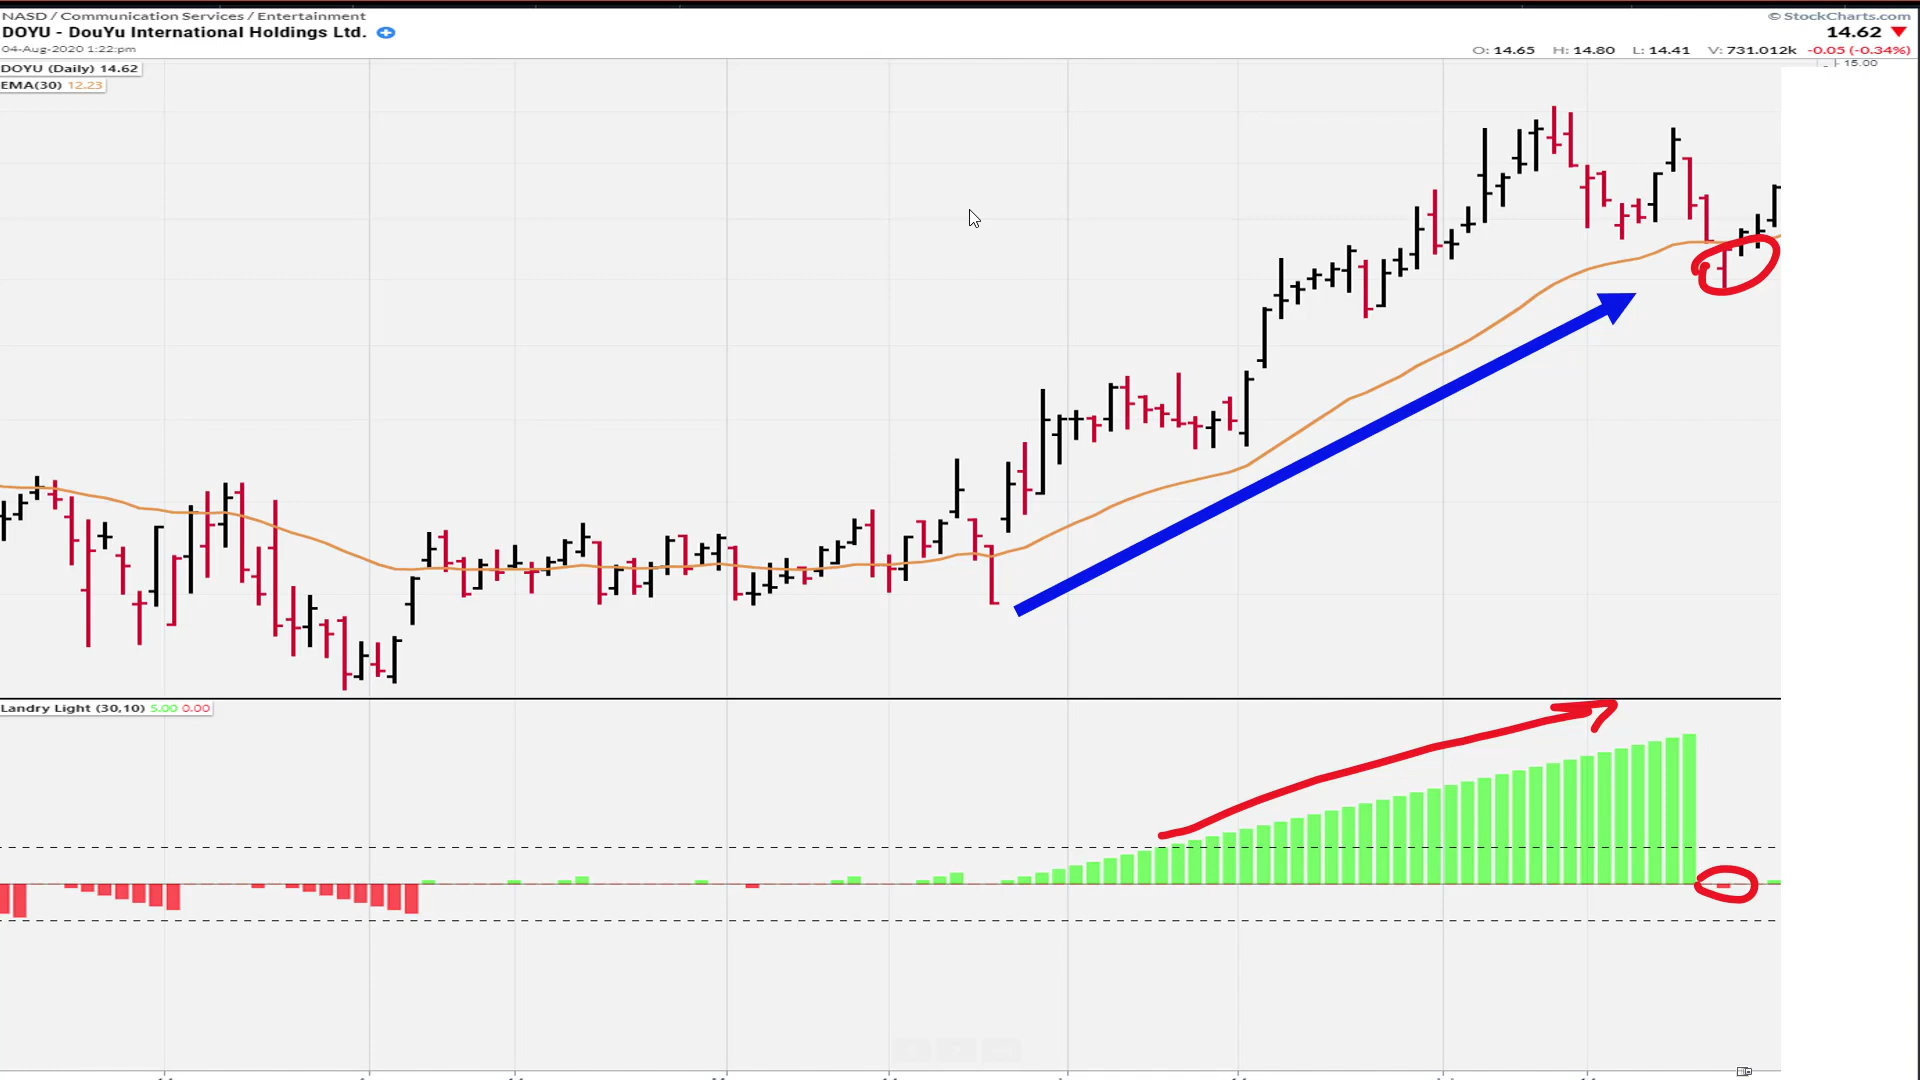 NASD / Communication Services / Entertainment
© StockCharts.com
DOYU - DouYu International Holdings Ltd.
14.62
04-Aug-2020 1:22pm
O: 14.65 H: 14.80 L: 14.41 V: 731.012k -0.05 (-0.34%)
15.00
DOYU (Daily) 14.62
EMA(30) 12.23
Landry Light (30,10) 5.00 0.00